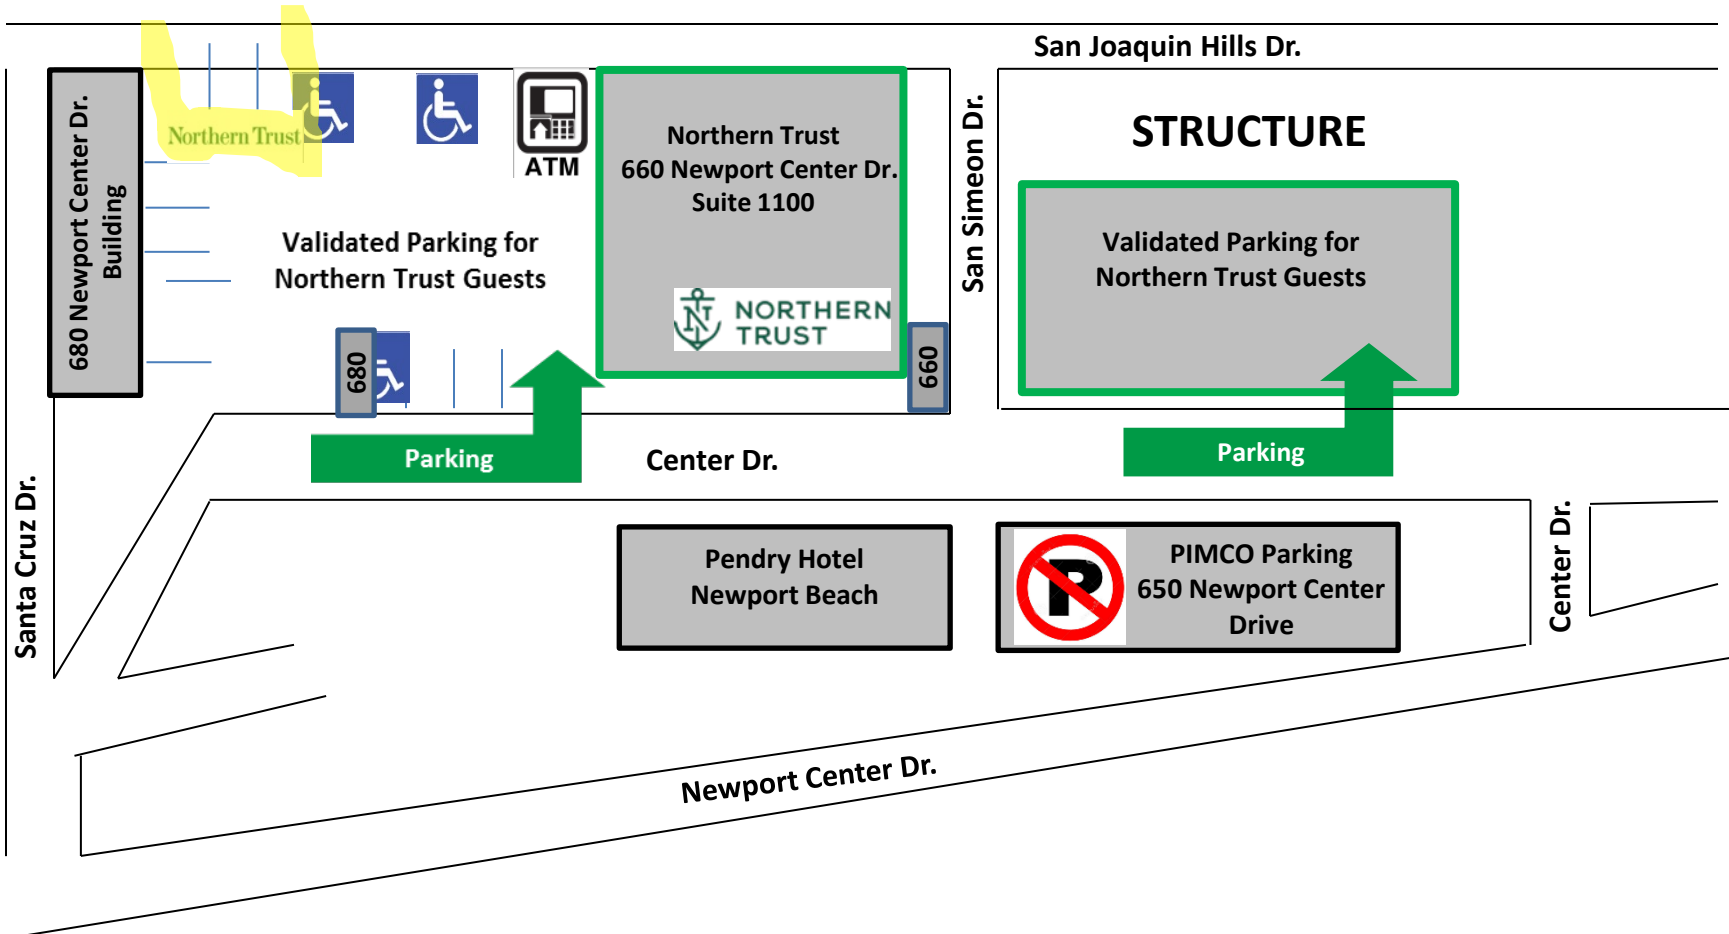 San Joaquin Hills Dr.
680 Newport Center Dr.
Building
Northern Trust
ATM
Northern Trust
660 Newport Center Dr.
Suite 1100
NORTHERN
TRUST
San Simeon Dr.
STRUCTURE
Validated Parking for
Northern Trust Guests
Validated Parking for
Northern Trust Guests
680
660
Parking
Center Dr.
Parking
Santa Cruz Dr.
Pendry Hotel
Newport Beach
P
PIMCO Parking
650 Newport Center
Drive
Center Dr.
Newport Center Dr.